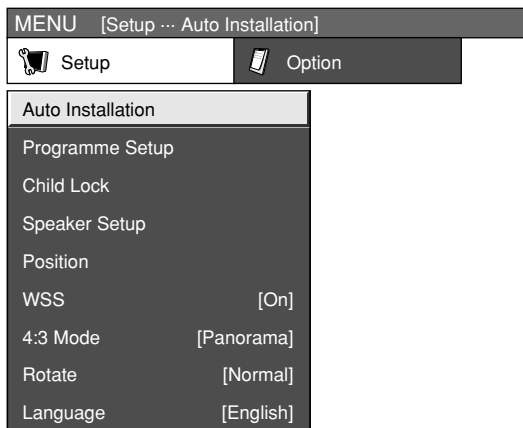 MENU [Setup ··· Auto Installation]
Setup Option
Auto Installation
Programme Setup
Child Lock
Speaker Setup
Position
WSS [On]
4:3 Mode [Panorama]
Rotate [Normal]
Language [English]